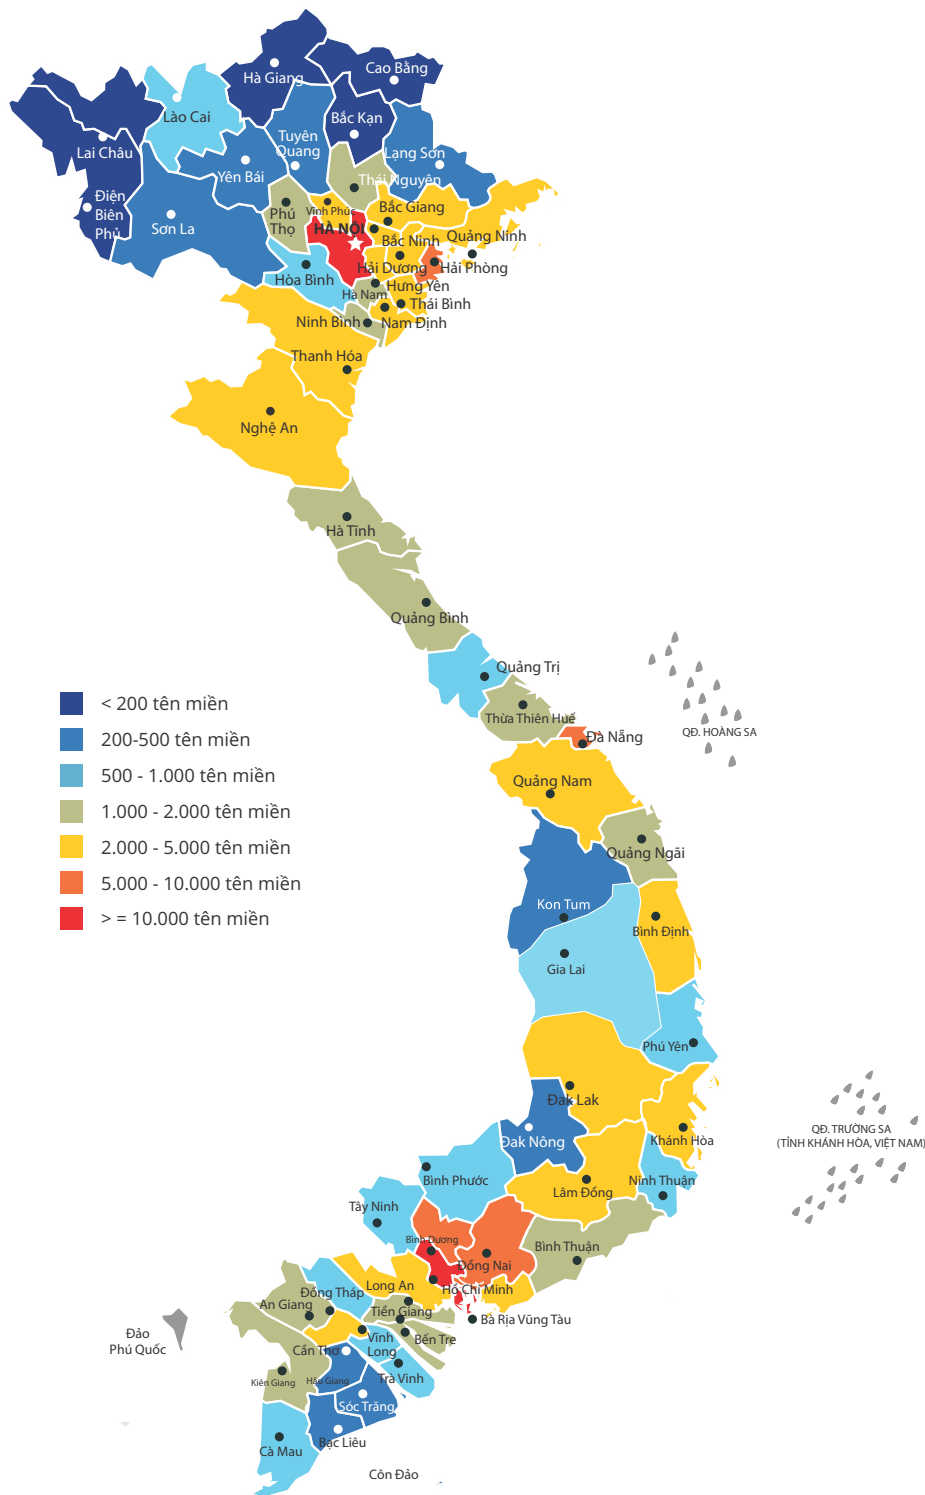 Cao Bằng
Hà Giang
Lào Cai
Bắc Kạn
Lai Châu
Tuyên
Quang
Lạng Sơn
Yên Bái
Thái Nguyên
Điện
Biên
Phủ
Sơn La
Phú
Thọ
Vĩnh Phúc
Bắc Giang
HÀ NỘI
Bắc Ninh
Quảng Ninh
Hải Dương
Hải Phòng
Hòa Bình
Hưng Yên
Hà Nam
Thái Bình
Ninh Bình
Nam Định
Thanh Hóa
Nghệ An
Hà Tĩnh
Quảng Bình
Quảng Trị
Thừa Thiên Huế
Đà Nẵng
QĐ. HOÀNG SA
Quảng Nam
Quảng Ngãi
Kon Tum
Bình Định
Gia Lai
Phú Yên
Đak Lak
Đak Nông
Khánh Hòa
QĐ. TRƯỜNG SA
(TỈNH KHÁNH HÒA, VIỆT NAM)
Bình Phước
Lâm Đồng
Ninh Thuận
Tây Ninh
Bình Dương
Bình Thuận
Đồng Nai
Long An
Hồ Chí Minh
Đồng Tháp
An Giang
Tiền Giang
Bà Rịa Vũng Tàu
Đảo
Phú Quốc
Cần Thơ
Vĩnh
Long
Bến Tre
Kiên Giang
Hậu Giang
Trà Vinh
Sóc Trăng
Cà Mau
Bạc Liêu
Côn Đảo
< 200 tên miền
200-500 tên miền
500 - 1.000 tên miền
1.000 - 2.000 tên miền
2.000 - 5.000 tên miền
5.000 - 10.000 tên miền
> = 10.000 tên miền